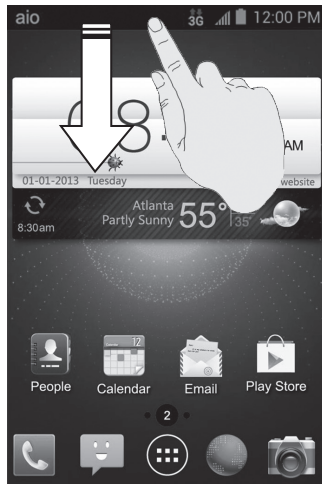 aio 3G 12:00 PM
08: AM
01-01-2013 Tuesday website
Atlanta
Partly Sunny 55° 35°
8:30am
12
People Calendar Email Play Store
2